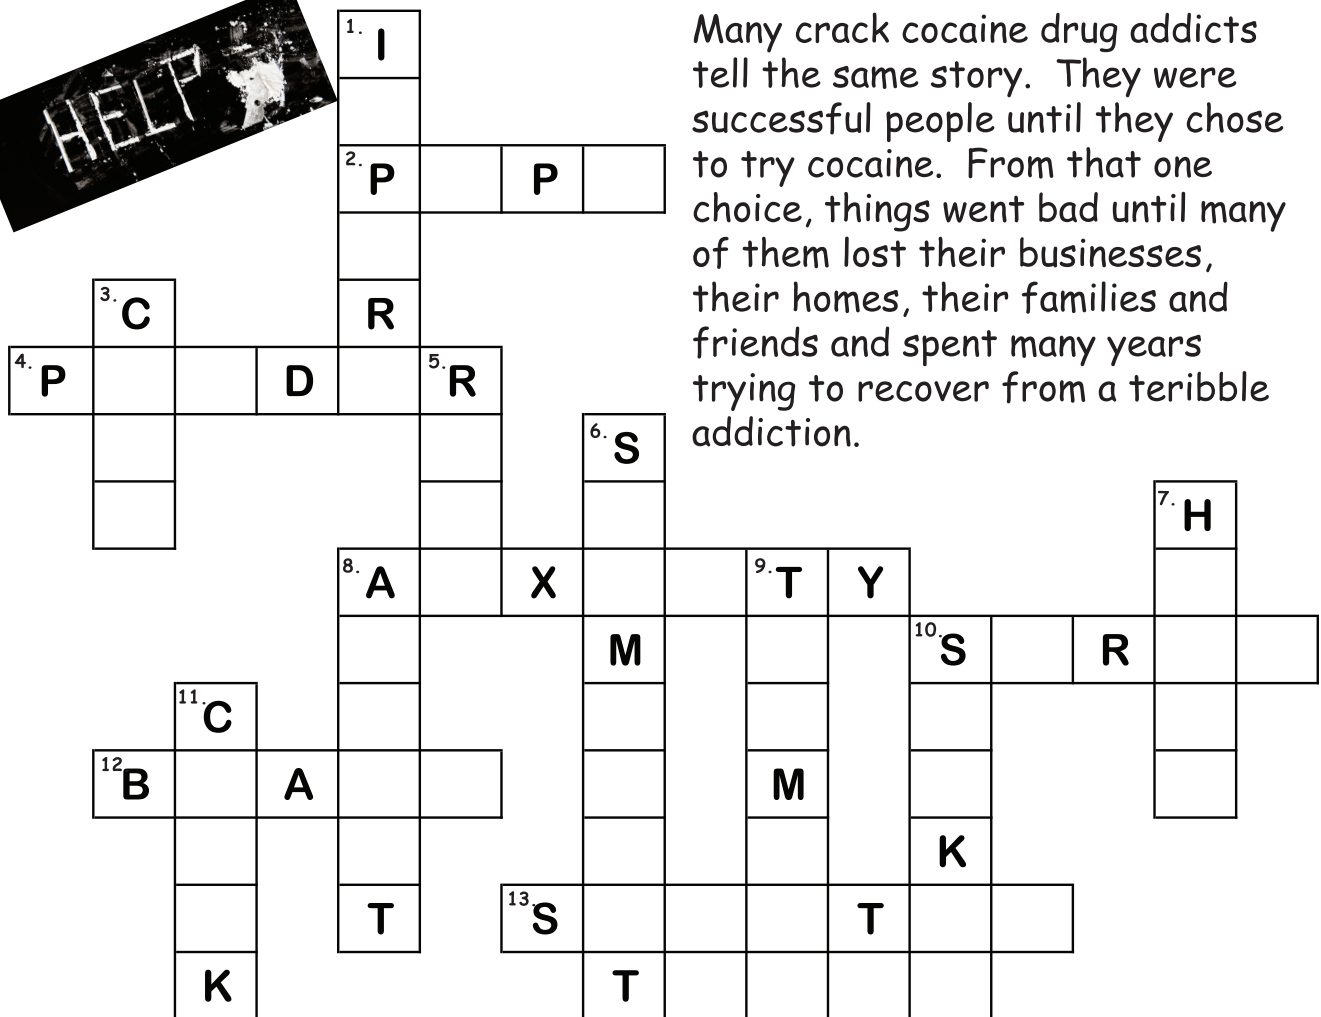 HELP
1. I
2. P P
3. C R
4. P D 5. R
6. S
7. H
8. A X 9. T Y
M 10. S R
11. C
12 B A M
K
T 13. S T
K T
Many crack cocaine drug addicts
tell the same story. They were
successful people until they chose
to try cocaine. From that one
choice, things went bad until many
of them lost their businesses,
their homes, their families and
friends and spent many years
trying to recover from a teribble
addiction.